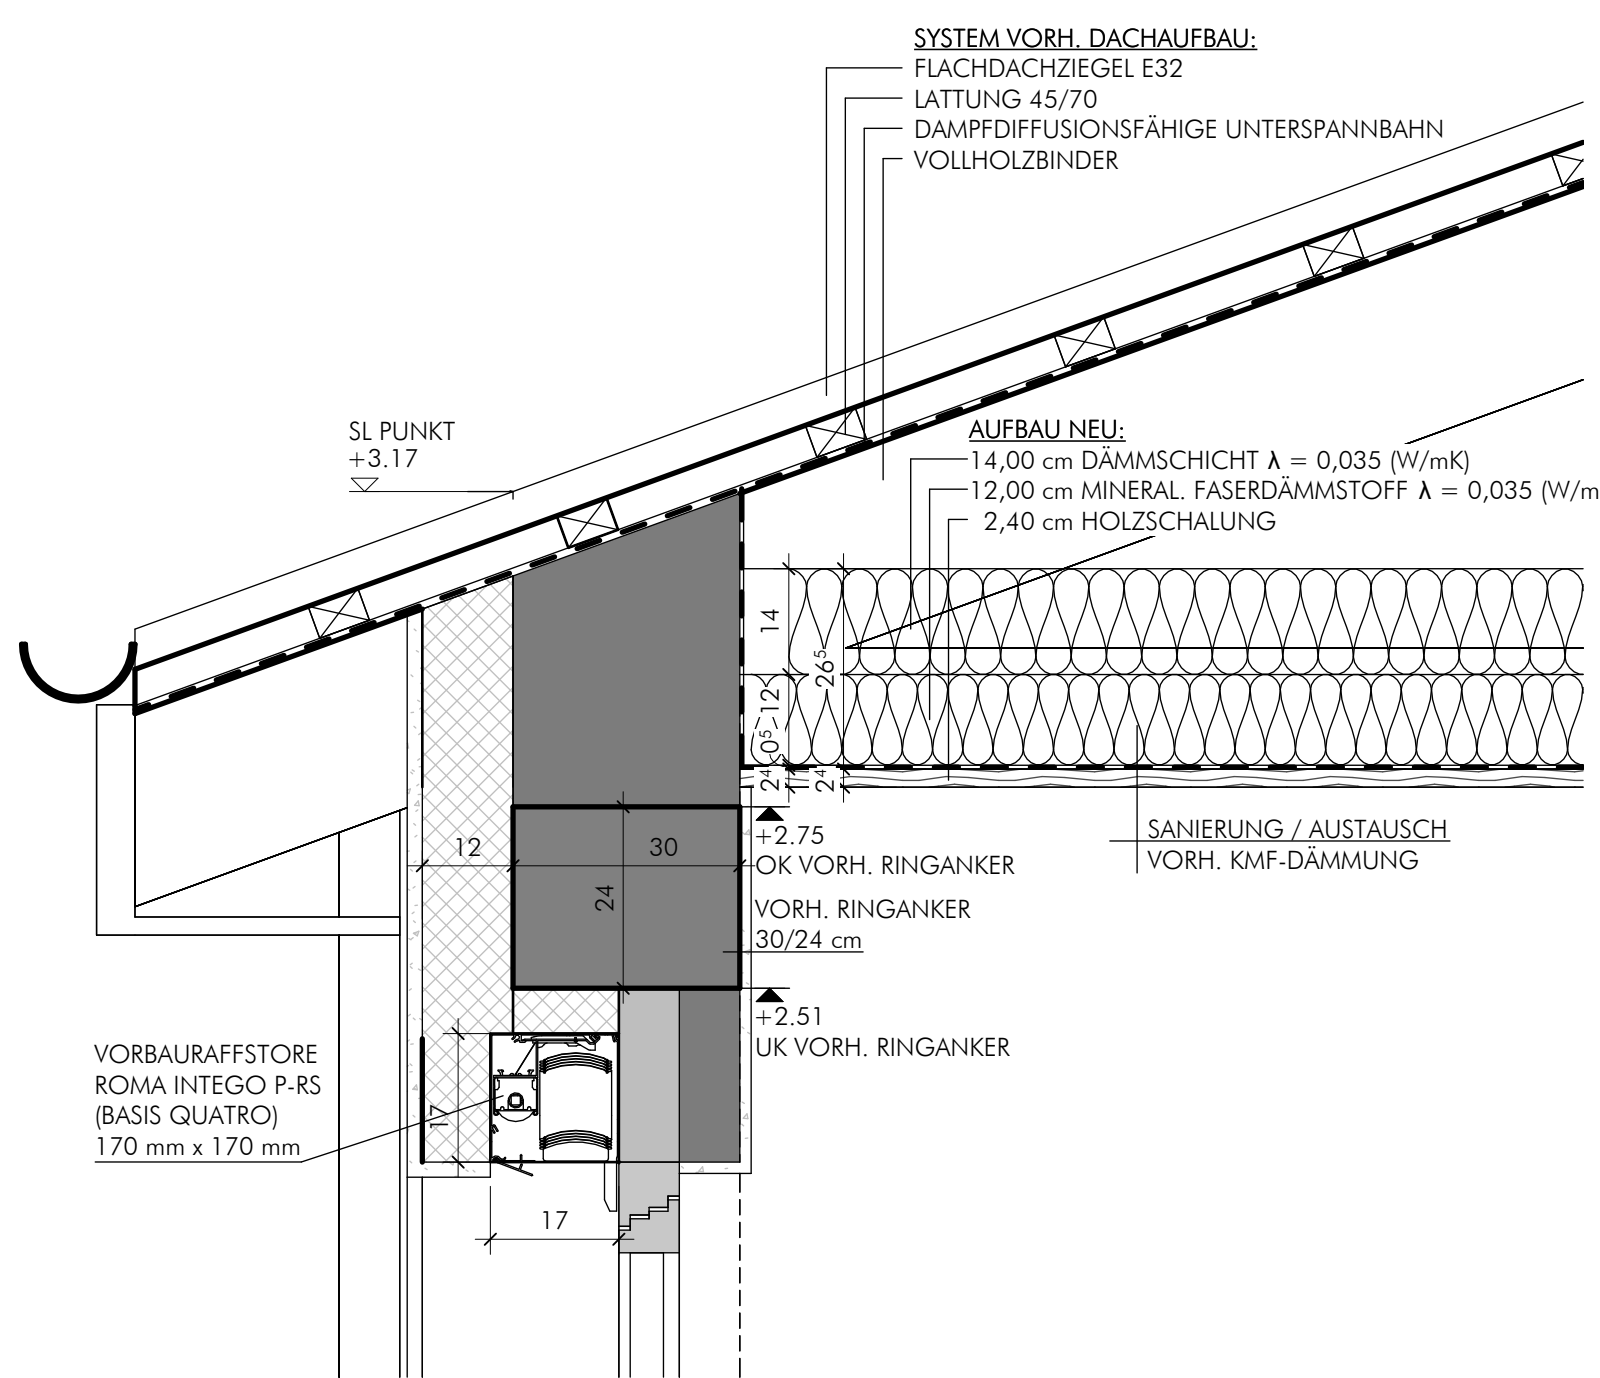 SYSTEM VORH. DACHAUFBAU:
FLACHDACHZIEGEL E32
LATTUNG 45/70
DAMPFDIFFUSIONSFÄHIGE UNTERSPANNBAHN
VOLLHOLZBINDER
SL PUNKT
+3.17
AUFBAU NEU:
14,00 cm DÄMMSCHICHT λ = 0,035 (W/mK)
12,00 cm MINERAL. FASERDÄMMSTOFF λ = 0,035 (W/m
2,40 cm HOLZSCHALUNG
14
12
0⁵
2⁴
26⁵
2⁴
SANIERUNG / AUSTAUSCH
VORH. KMF-DÄMMUNG
12
30
24
+2.75
OK VORH. RINGANKER
VORH. RINGANKER
30/24 cm
+2.51
UK VORH. RINGANKER
VORBAURAFFSTORE
ROMA INTEGO P-RS
(BASIS QUATRO)
170 mm x 170 mm
17
17